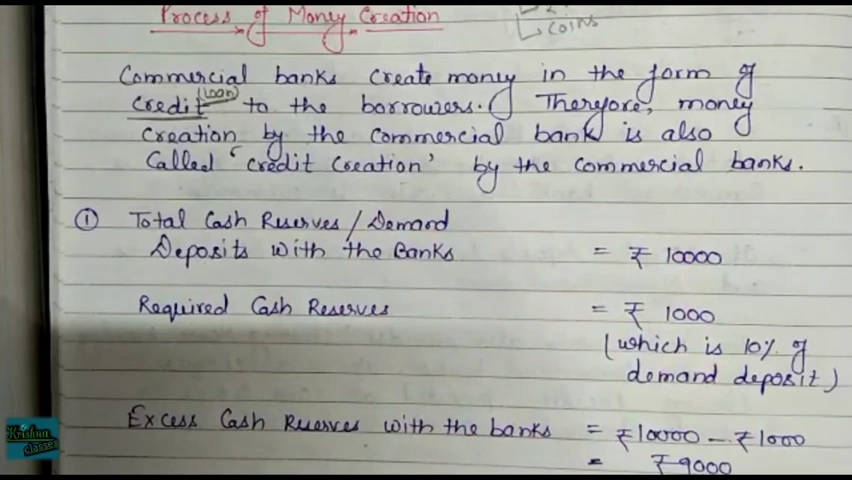 Process of Money Creation
coins
Commercial banks create money in the form of
(loan)
credit to the borrowers. Therefore, money
creation by the commercial bank is also
called 'credit creation' by the commercial banks.
① Total Cash Reserves / Demand
Deposits with the Banks = ₹ 10000
Required Cash Reserves = ₹ 1000
(which is 10% of
demand deposit)
Excess Cash Reserves with the banks = ₹10000 - ₹1000
= ₹9000
Krishna
classes